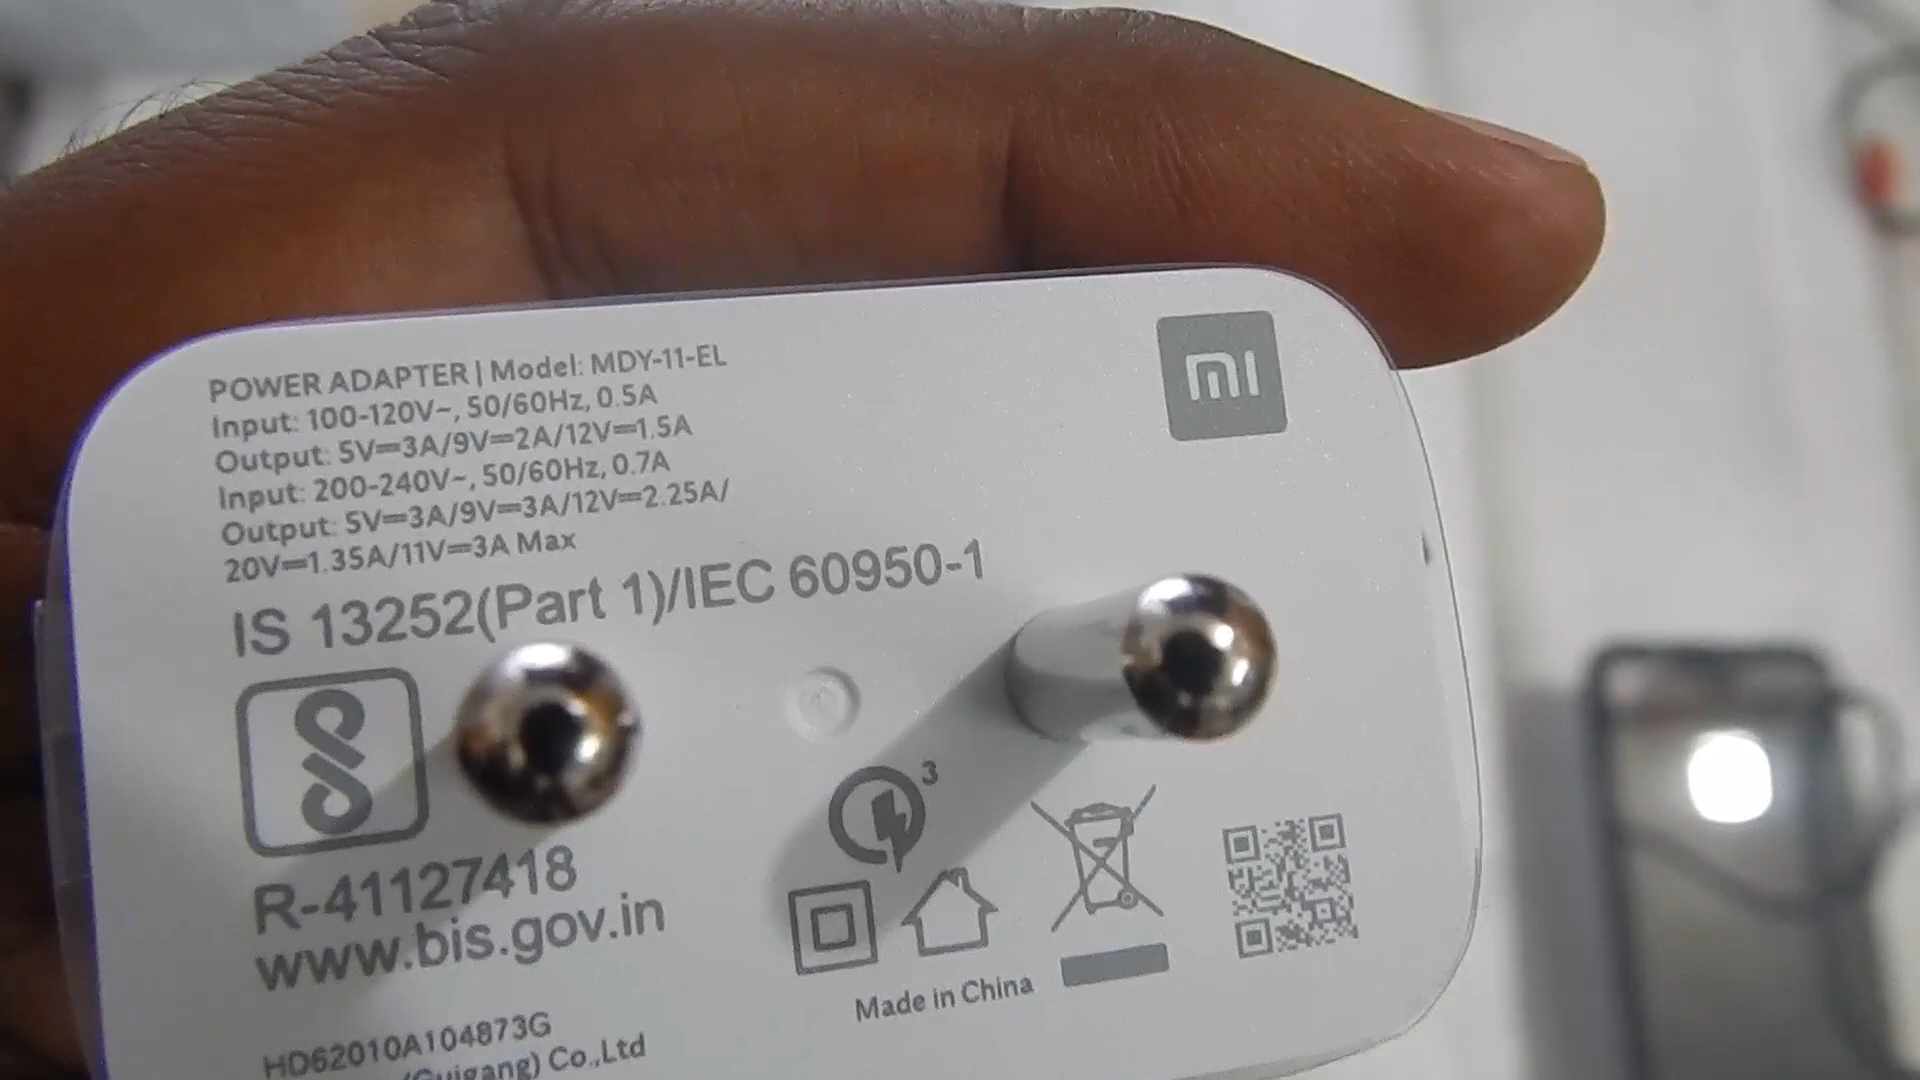 POWER ADAPTER | Model: MDY-11-EL
Input: 100-120V~, 50/60Hz, 0.5A
Output: 5V⎓3A/9V⎓2A/12V⎓1.5A
Input: 200-240V~, 50/60Hz, 0.7A
Output: 5V⎓3A/9V⎓3A/12V⎓2.25A/
20V⎓1.35A/11V⎓3A Max
IS 13252(Part 1)/IEC 60950-1
mi
3
R-41127418
www.bis.gov.in
Made in China
HD62010A104873G
(Guigang) Co.,Ltd